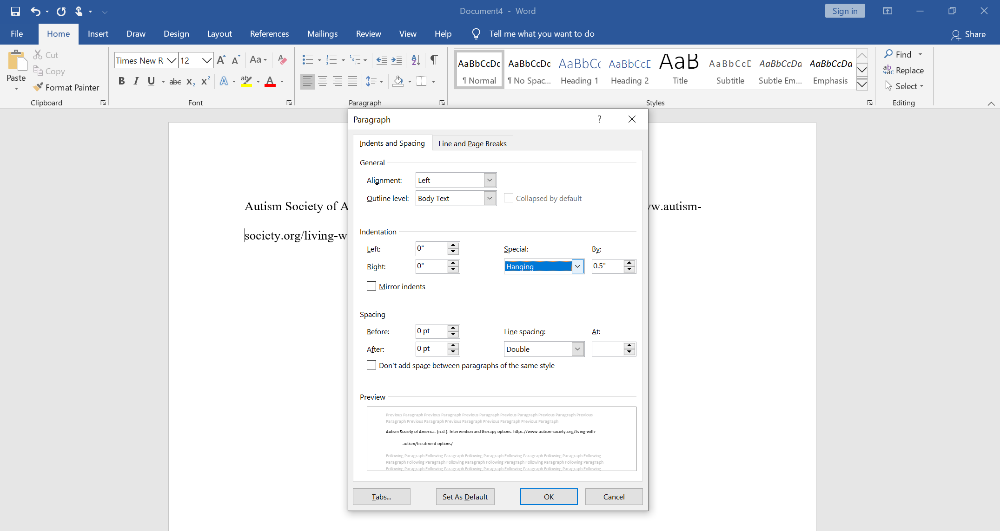 Document4 - Word
Sign in
File Home Insert Draw Design Layout References Mailings Review View Help Tell me what you want to do Share
Paste
Cut
Copy
Format Painter
Clipboard
Times New R 12
Aa
B I U abc X₂ X² A ab A
Font
Paragraph
AaBbCcDc
¶ Normal
AaBbCcDc
¶ No Spac...
AaBbC
Heading 1
AaBbCcD
Heading 2
AaB
Title
AaBbCcD
Subtitle
AaBbCcDd
Subtle Em...
AaBbCcDd
Emphasis
Styles
Find
Replace
Select
Editing
Autism Society of A
w.autism-
society.org/living-w
Paragraph ?
Indents and Spacing Line and Page Breaks
General
Alignment: Left
Outline level: Body Text Collapsed by default
Indentation
Left: 0" Special: By:
Right: 0" Hanging 0.5"
Mirror indents
Spacing
Before: 0 pt Line spacing: At:
After: 0 pt Double
Don't add space between paragraphs of the same style
Preview
Previous Paragraph Previous Paragraph Previous Paragraph Previous Paragraph Previous Paragraph Previous
Paragraph Previous Paragraph Previous Paragraph Previous Paragraph Previous Paragraph
Autism Society of America. (n.d.). Intervention and therapy options. https://www.autism-society.org/living-with-
autism/treatment-options/
Following Paragraph Following Paragraph Following Paragraph Following Paragraph Following Paragraph Following
Paragraph Following Paragraph Following Paragraph Following Paragraph Following Paragraph Following Paragraph
Following Paragraph Following Paragraph Following Paragraph Following Paragraph Following Paragraph Following
Tabs... Set As Default OK Cancel